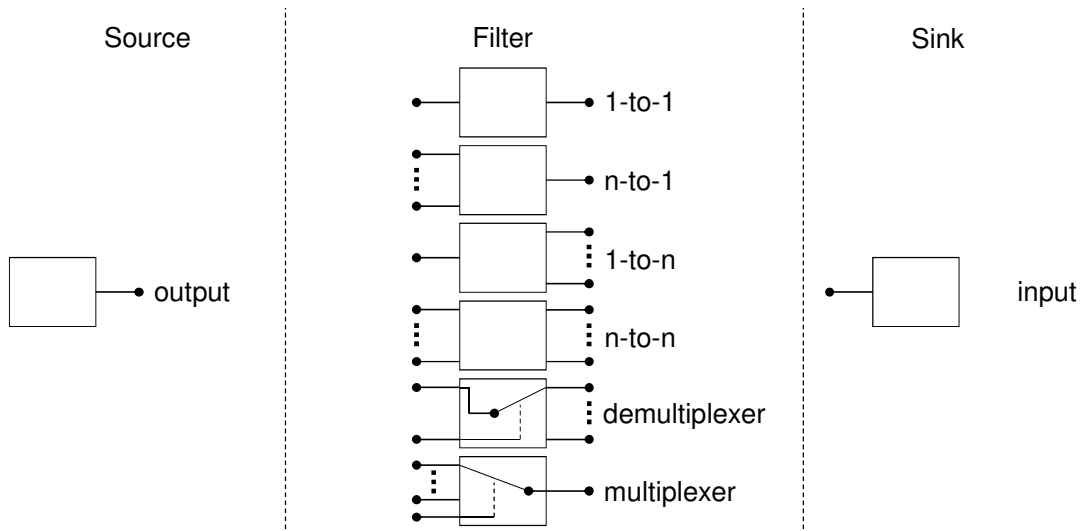 Source
output
Filter
1-to-1
n-to-1
1-to-n
n-to-n
demultiplexer
multiplexer
Sink
input